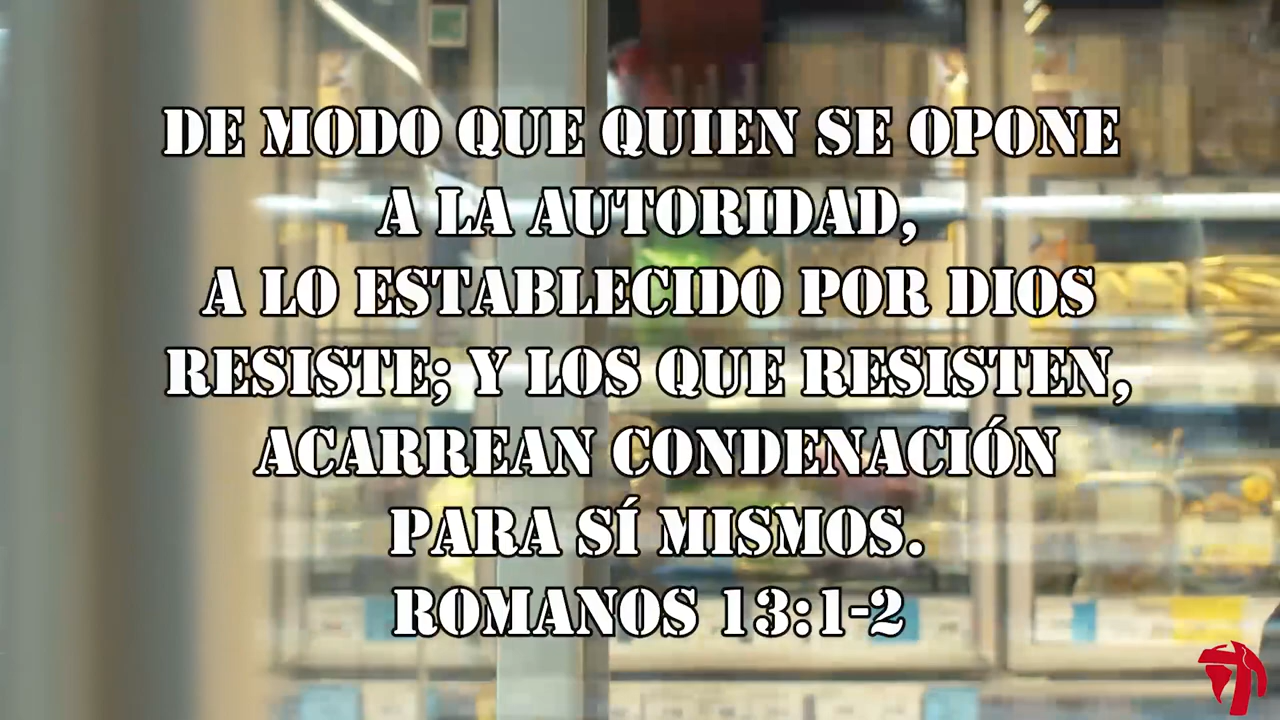 DE MODO QUE QUIEN SE OPONE
A LA AUTORIDAD,
A LO ESTABLECIDO POR DIOS
RESISTE; Y LOS QUE RESISTEN,
ACARREAN CONDENACIÓN
PARA SÍ MISMOS.
ROMANOS 13:1-2